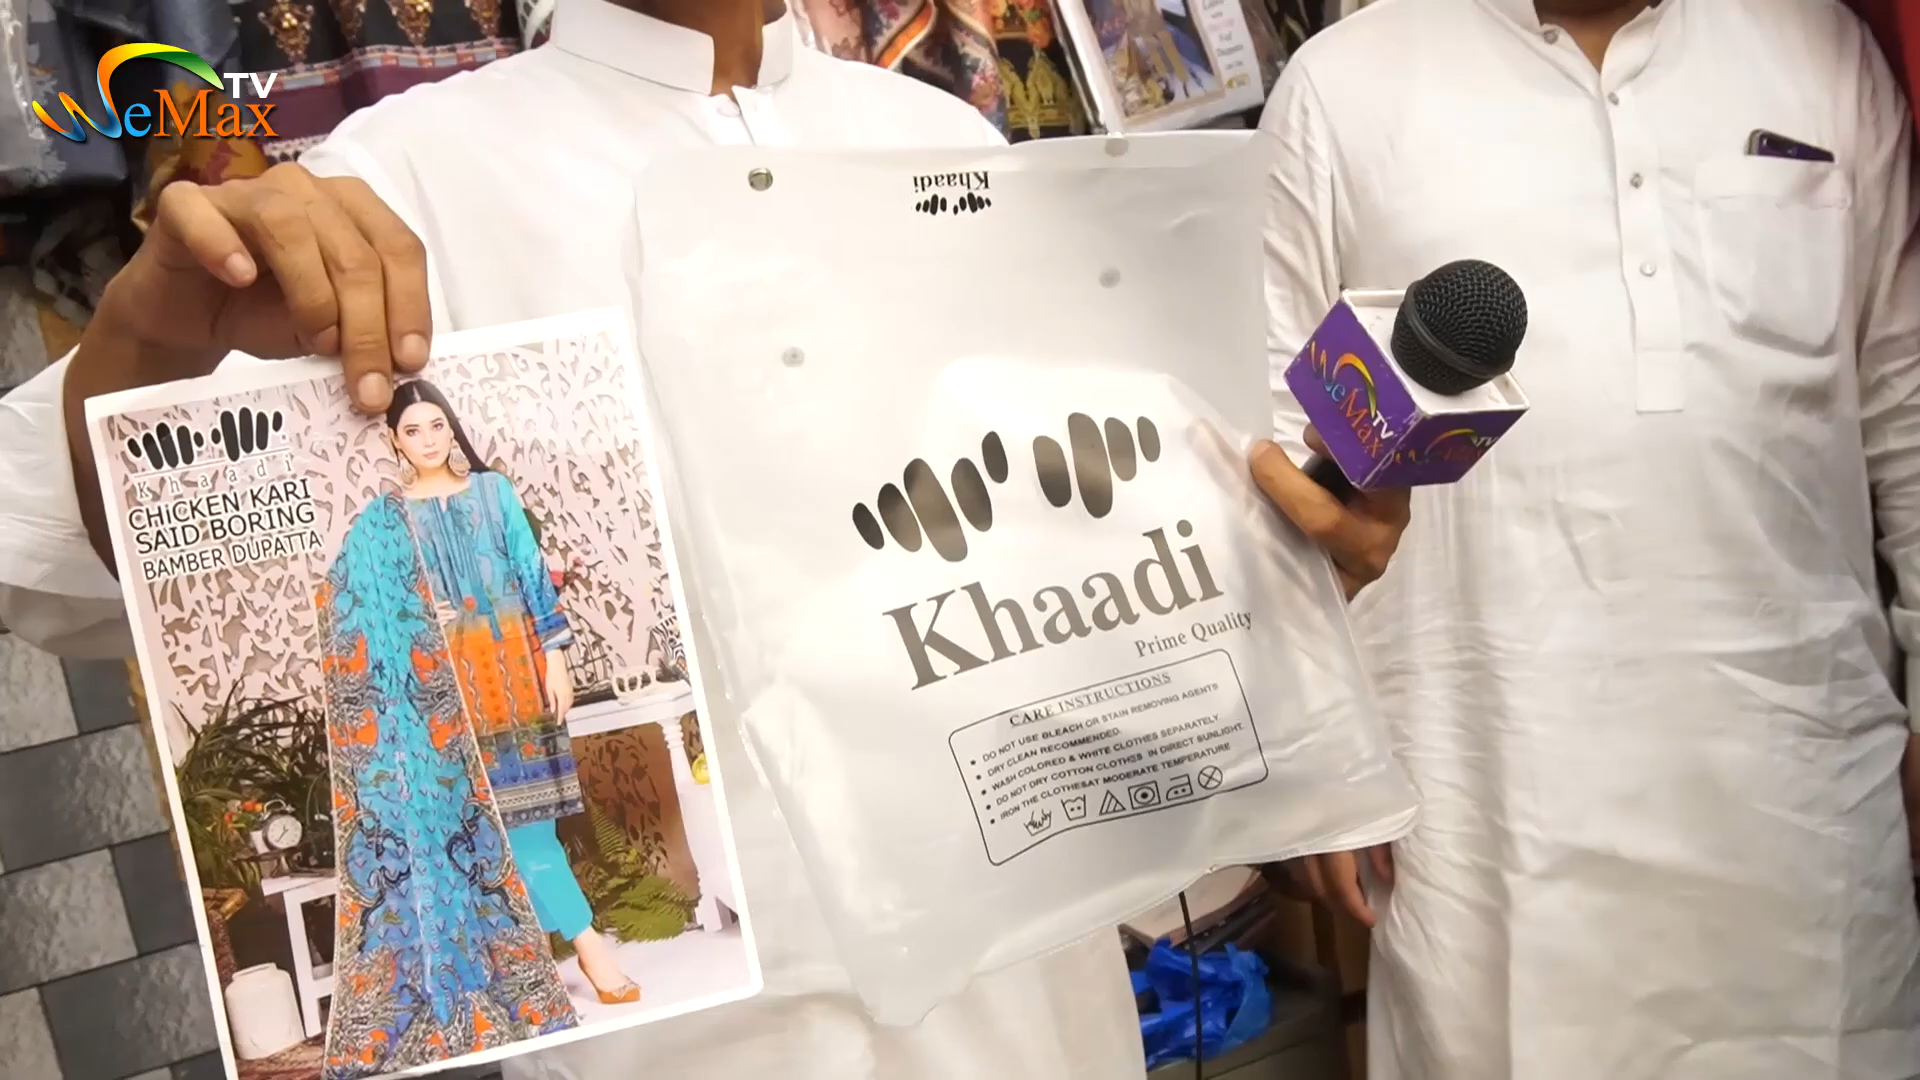 WeMax TV
Khaadi
Khaadi
CHiCKEN KARI
SAID BORING
BAMBER DUPATTA
Khaadi
Prime Quality
CARE INSTRUCTIONS
• DO NOT USE BLEACH OR STAIN REMOVING AGENTS
• DRY CLEAN RECOMMENDED.
• WASH COLORED & WHITE CLOTHES SEPARATELY
• DO NOT DRY COTTON CLOTHES IN DIRECT SUNLIGHT.
• IRON THE CLOTHESAT MODERATE TEMPERATURE
WeMax TV